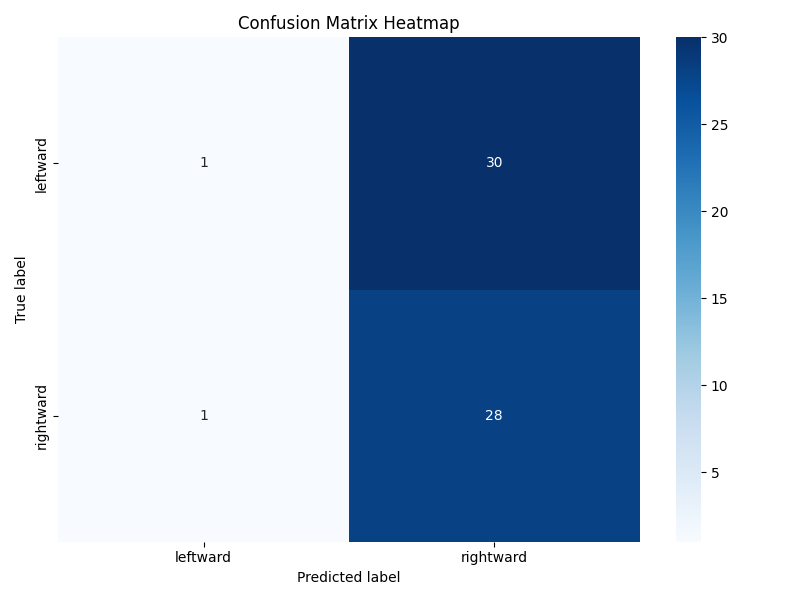 Confusion Matrix Heatmap
30
25
20
15
10
5
True label
leftward
rightward
1
30
1
28
leftward
rightward
Predicted label